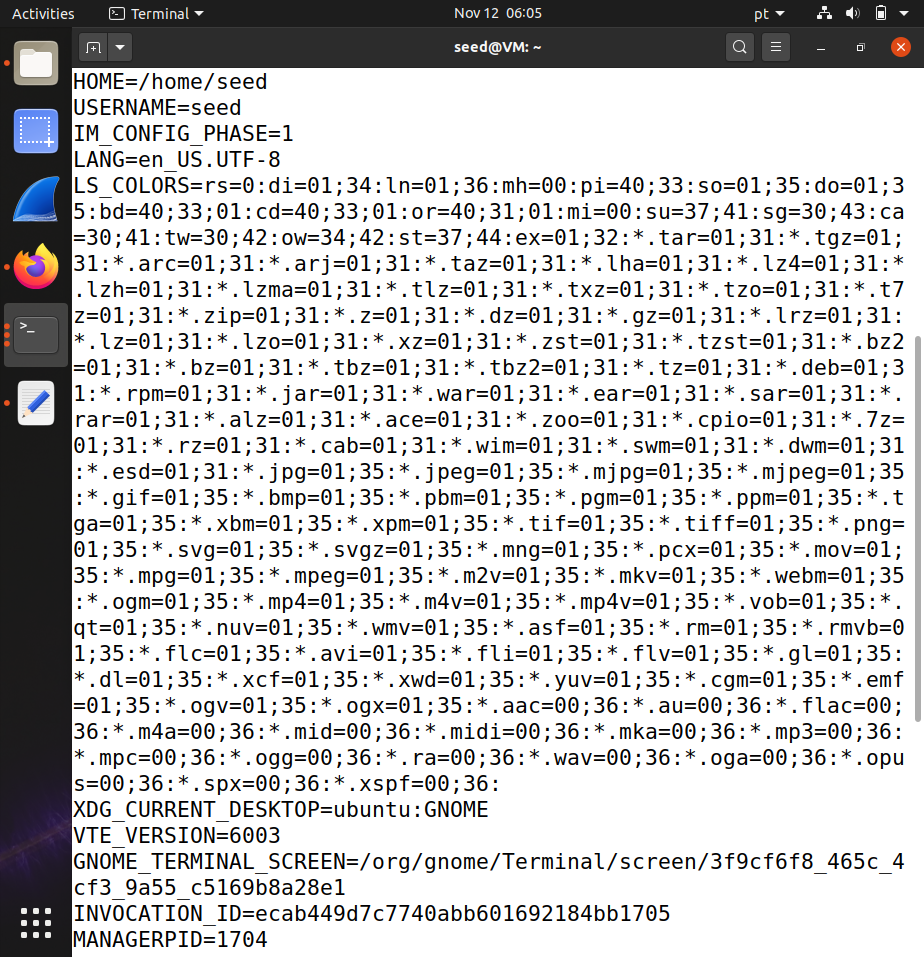 Activities Terminal Nov 12 06:05 pt
seed@VM: ~
HOME=/home/seed
USERNAME=seed
IM_CONFIG_PHASE=1
LANG=en_US.UTF-8
LS_COLORS=rs=0:di=01;34:ln=01;36:mh=00:pi=40;33:so=01;35:do=01;3
5:bd=40;33;01:cd=40;33;01:or=40;31;01:mi=00:su=37;41:sg=30;43:ca
=30;41:tw=30;42:ow=34;42:st=37;44:ex=01;32:*.tar=01;31:*.tgz=01;
31:*.arc=01;31:*.arj=01;31:*.taz=01;31:*.lha=01;31:*.lz4=01;31:*
.lzh=01;31:*.lzma=01;31:*.tlz=01;31:*.txz=01;31:*.tzo=01;31:*.t7
z=01;31:*.zip=01;31:*.z=01;31:*.dz=01;31:*.gz=01;31:*.lrz=01;31:
*.lz=01;31:*.lzo=01;31:*.xz=01;31:*.zst=01;31:*.tzst=01;31:*.bz2
=01;31:*.bz=01;31:*.tbz=01;31:*.tbz2=01;31:*.tz=01;31:*.deb=01;3
1:*.rpm=01;31:*.jar=01;31:*.war=01;31:*.ear=01;31:*.sar=01;31:*.
rar=01;31:*.alz=01;31:*.ace=01;31:*.zoo=01;31:*.cpio=01;31:*.7z=
01;31:*.rz=01;31:*.cab=01;31:*.wim=01;31:*.swm=01;31:*.dwm=01;31
:*.esd=01;31:*.jpg=01;35:*.jpeg=01;35:*.mjpg=01;35:*.mjpeg=01;35
:*.gif=01;35:*.bmp=01;35:*.pbm=01;35:*.pgm=01;35:*.ppm=01;35:*.t
ga=01;35:*.xbm=01;35:*.xpm=01;35:*.tif=01;35:*.tiff=01;35:*.png=
01;35:*.svg=01;35:*.svgz=01;35:*.mng=01;35:*.pcx=01;35:*.mov=01;
35:*.mpg=01;35:*.mpeg=01;35:*.m2v=01;35:*.mkv=01;35:*.webm=01;35
:*.ogm=01;35:*.mp4=01;35:*.m4v=01;35:*.mp4v=01;35:*.vob=01;35:*.
qt=01;35:*.nuv=01;35:*.wmv=01;35:*.asf=01;35:*.rm=01;35:*.rmvb=0
1;35:*.flc=01;35:*.avi=01;35:*.fli=01;35:*.flv=01;35:*.gl=01;35:
*.dl=01;35:*.xcf=01;35:*.xwd=01;35:*.yuv=01;35:*.cgm=01;35:*.emf
=01;35:*.ogv=01;35:*.ogx=01;35:*.aac=00;36:*.au=00;36:*.flac=00;
36:*.m4a=00;36:*.mid=00;36:*.midi=00;36:*.mka=00;36:*.mp3=00;36:
*.mpc=00;36:*.ogg=00;36:*.ra=00;36:*.wav=00;36:*.oga=00;36:*.opu
s=00;36:*.spx=00;36:*.xspf=00;36:
XDG_CURRENT_DESKTOP=ubuntu:GNOME
VTE_VERSION=6003
GNOME_TERMINAL_SCREEN=/org/gnome/Terminal/screen/3f9cf6f8_465c_4
cf3_9a55_c5169b8a28e1
INVOCATION_ID=ecab449d7c7740abb601692184bb1705
MANAGERPID=1704